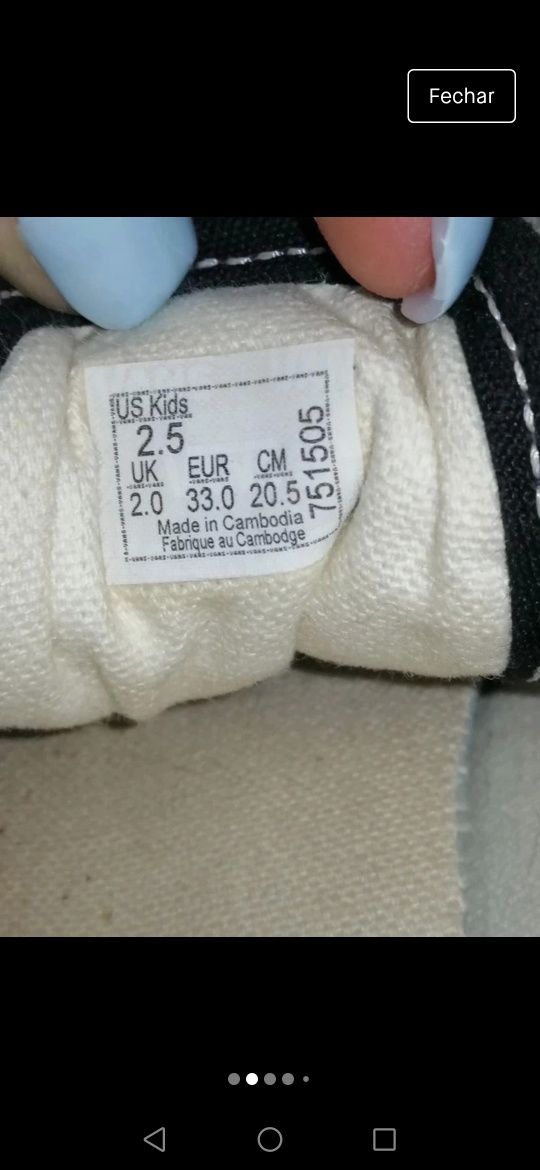 Fechar
US Kids
2.5
UK EUR CM
2.0 33.0 20.5
751505
Made in Cambodia
Fabrique au Cambodge